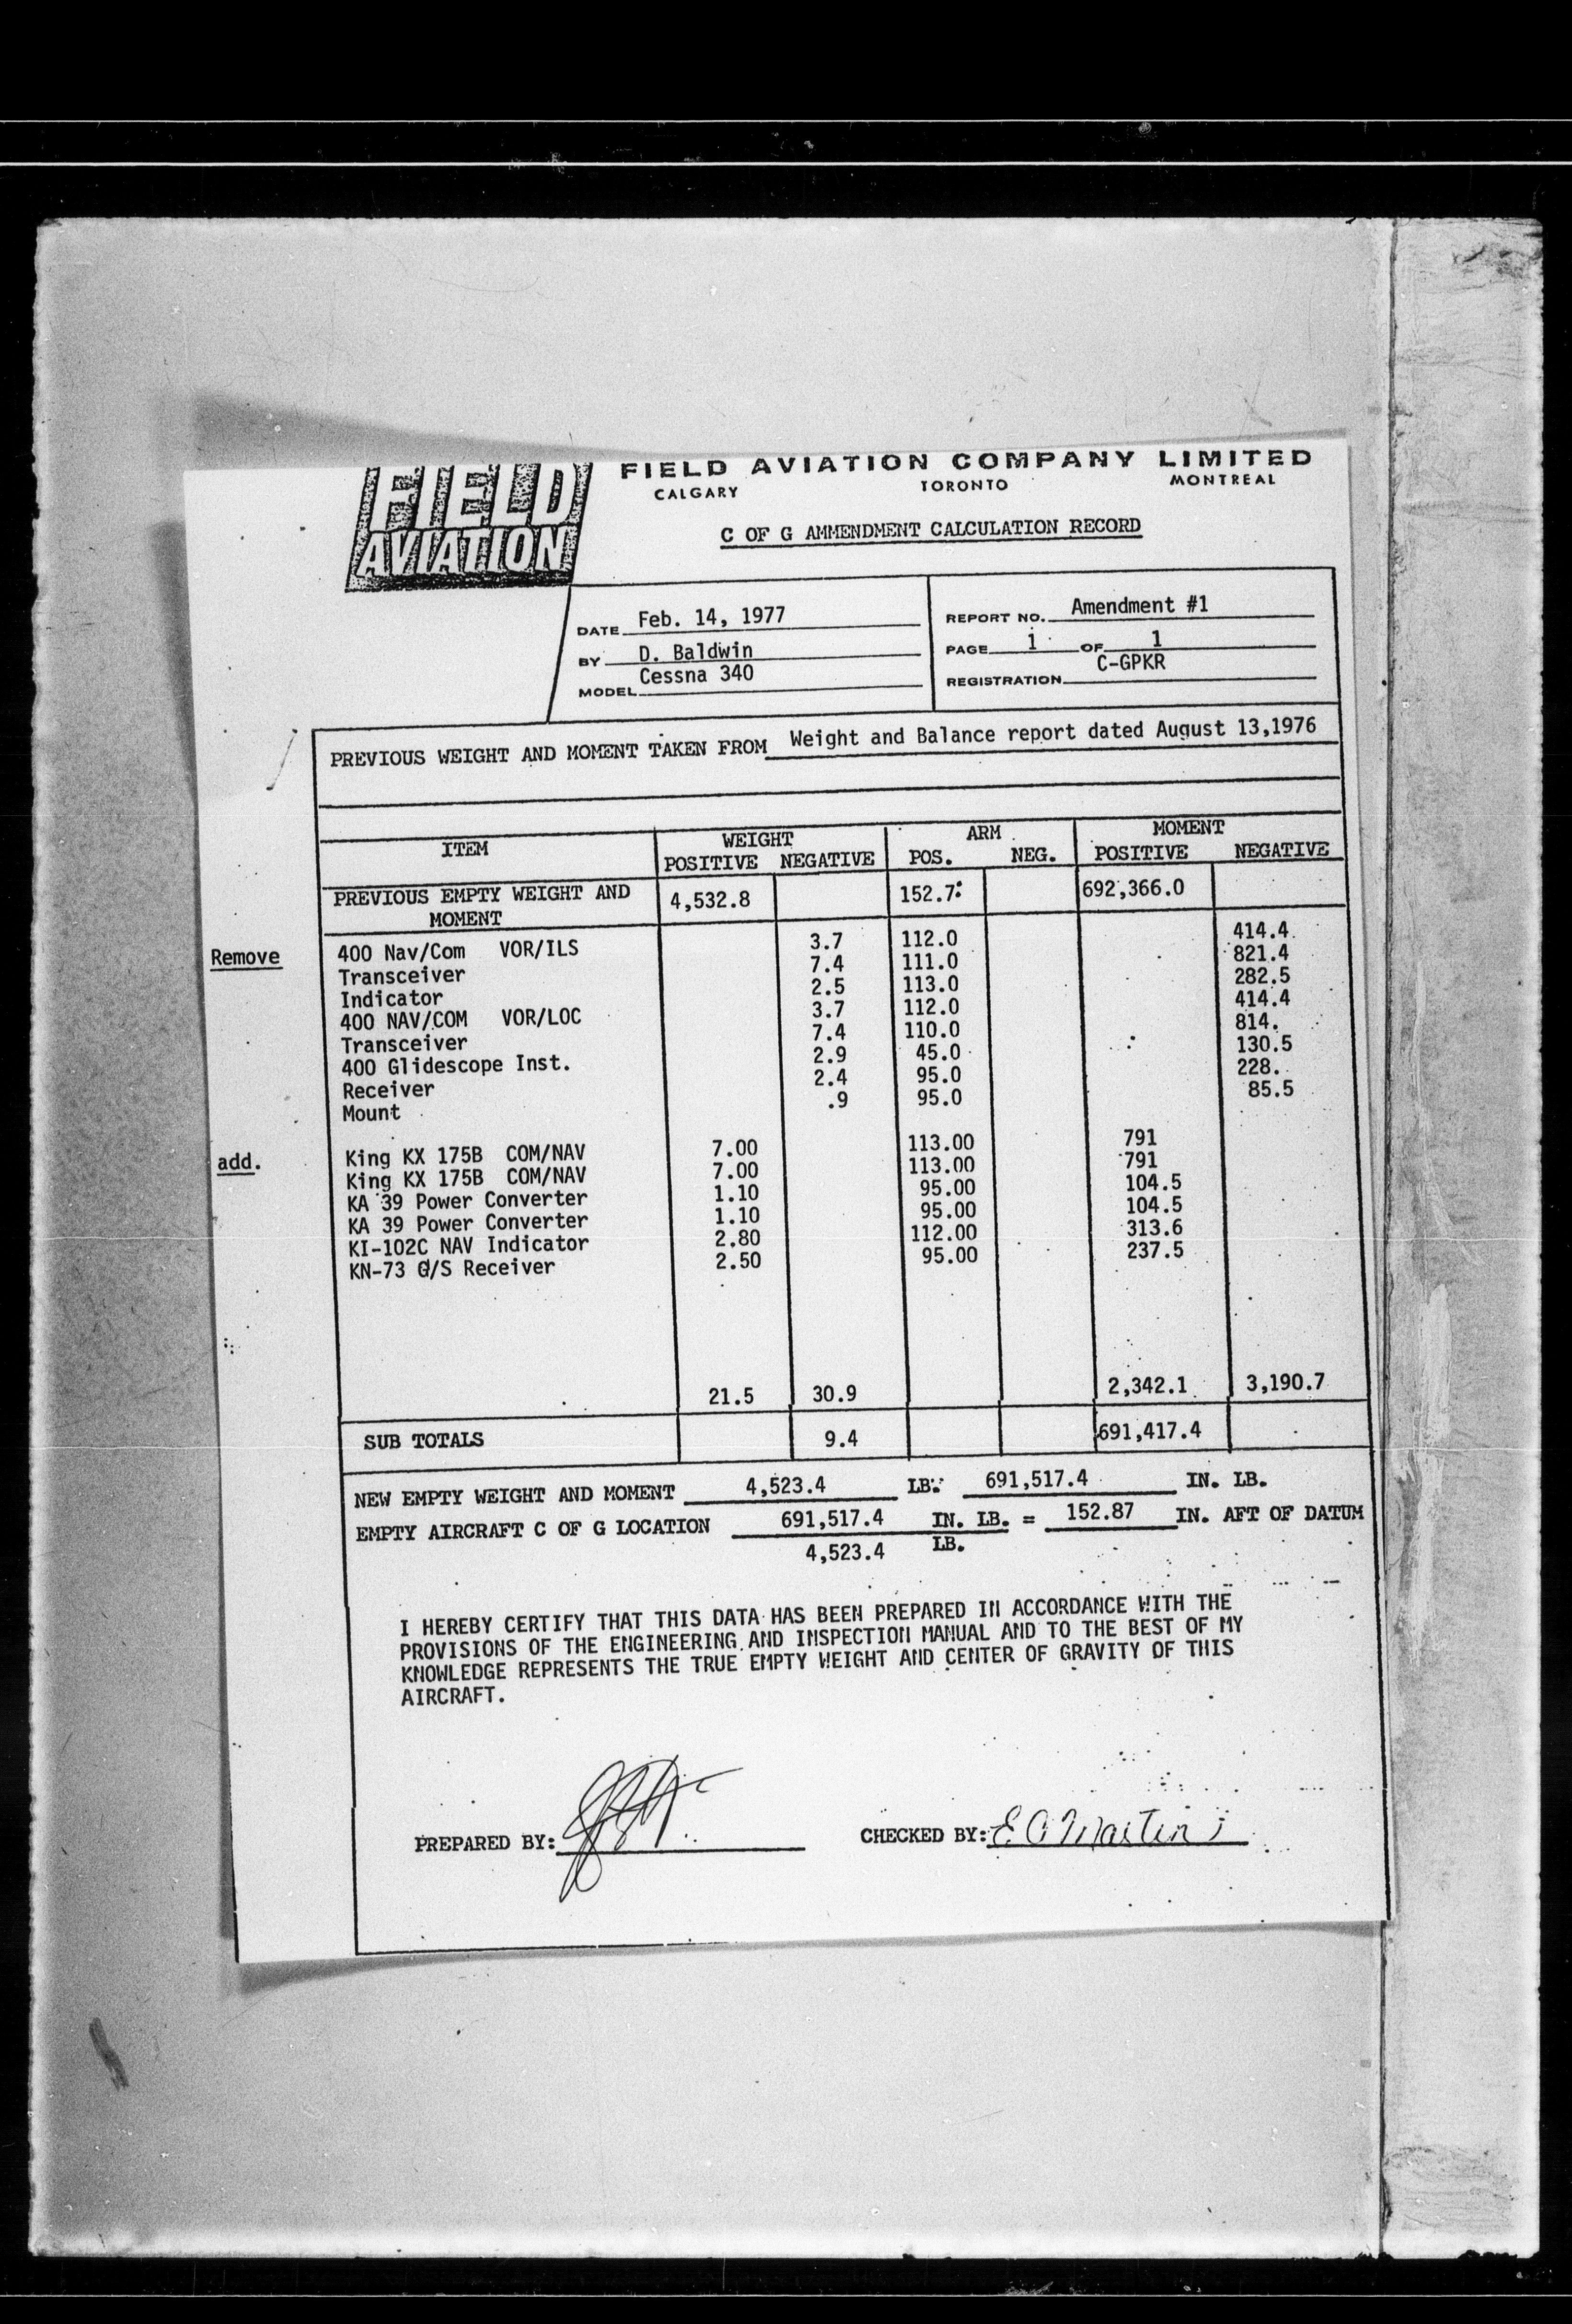 FIELD AVIATION COMPANY LIMITED
FIELD
AVIATION
CALGARY TORONTO MONTREAL
C OF G AMMENDMENT CALCULATION RECORD
DATE Feb. 14, 1977
BY D. Baldwin
MODEL Cessna 340
REPORT NO. Amendment #1
PAGE 1 OF 1
REGISTRATION C-GPKR
PREVIOUS WEIGHT AND MOMENT TAKEN FROM Weight and Balance report dated August 13,1976
ITEM WEIGHT ARM MOMENT
POSITIVE NEGATIVE POS. NEG. POSITIVE NEGATIVE
PREVIOUS EMPTY WEIGHT AND MOMENT 4,532.8 152.7 692,366.0
Remove 400 Nav/Com VOR/ILS 3.7 112.0 414.4
Transceiver 7.4 111.0 821.4
Indicator 2.5 113.0 282.5
400 NAV/COM VOR/LOC 3.7 112.0 414.4
Transceiver 7.4 110.0 814.
400 Glidescope Inst. 2.9 45.0 130.5
Receiver 2.4 95.0 228.
Mount .9 95.0 85.5
add. King KX 175B COM/NAV 7.00 113.00 791
King KX 175B COM/NAV 7.00 113.00 791
KA 39 Power Converter 1.10 95.00 104.5
KA 39 Power Converter 1.10 95.00 104.5
KI-102C NAV Indicator 2.80 112.00 313.6
KN-73 G/S Receiver 2.50 95.00 237.5
21.5 30.9 2,342.1 3,190.7
SUB TOTALS 9.4 691,417.4
NEW EMPTY WEIGHT AND MOMENT 4,523.4 LB. 691,517.4 IN. LB.
EMPTY AIRCRAFT C OF G LOCATION 691,517.4 IN. LB. = 152.87 IN. AFT OF DATUM
4,523.4 LB.
I HEREBY CERTIFY THAT THIS DATA HAS BEEN PREPARED IN ACCORDANCE WITH THE
PROVISIONS OF THE ENGINEERING AND INSPECTION MANUAL AND TO THE BEST OF MY
KNOWLEDGE REPRESENTS THE TRUE EMPTY WEIGHT AND CENTER OF GRAVITY OF THIS
AIRCRAFT.
PREPARED BY:
CHECKED BY: E Martin